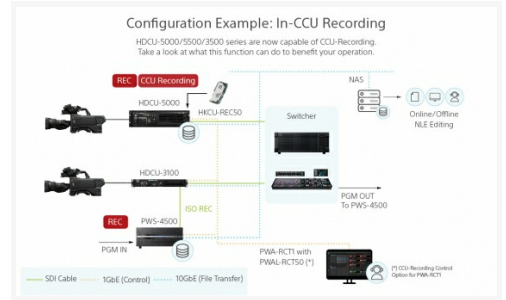 Configuration Example: In-CCU Recording
HDCU-5000/5500/3500 series are now capable of CCU-Recording.
Take a look at what this function can do to benefit your operation.
REC
CCU Recording
NAS
HDCU-5000
HKCU-REC50
Switcher
Online/Offline
NLE Editing
HDCU-3100
PGM OUT
To PWS-4500
ISO REC
REC
PWS-4500
PGM IN
PWA-RCT1 with
PWAL-RCT50 (*)
(*) CCU-Recording Control
Option for PWA-RCT1
SDI Cable
1GbE (Control)
10GbE (File Transfer)